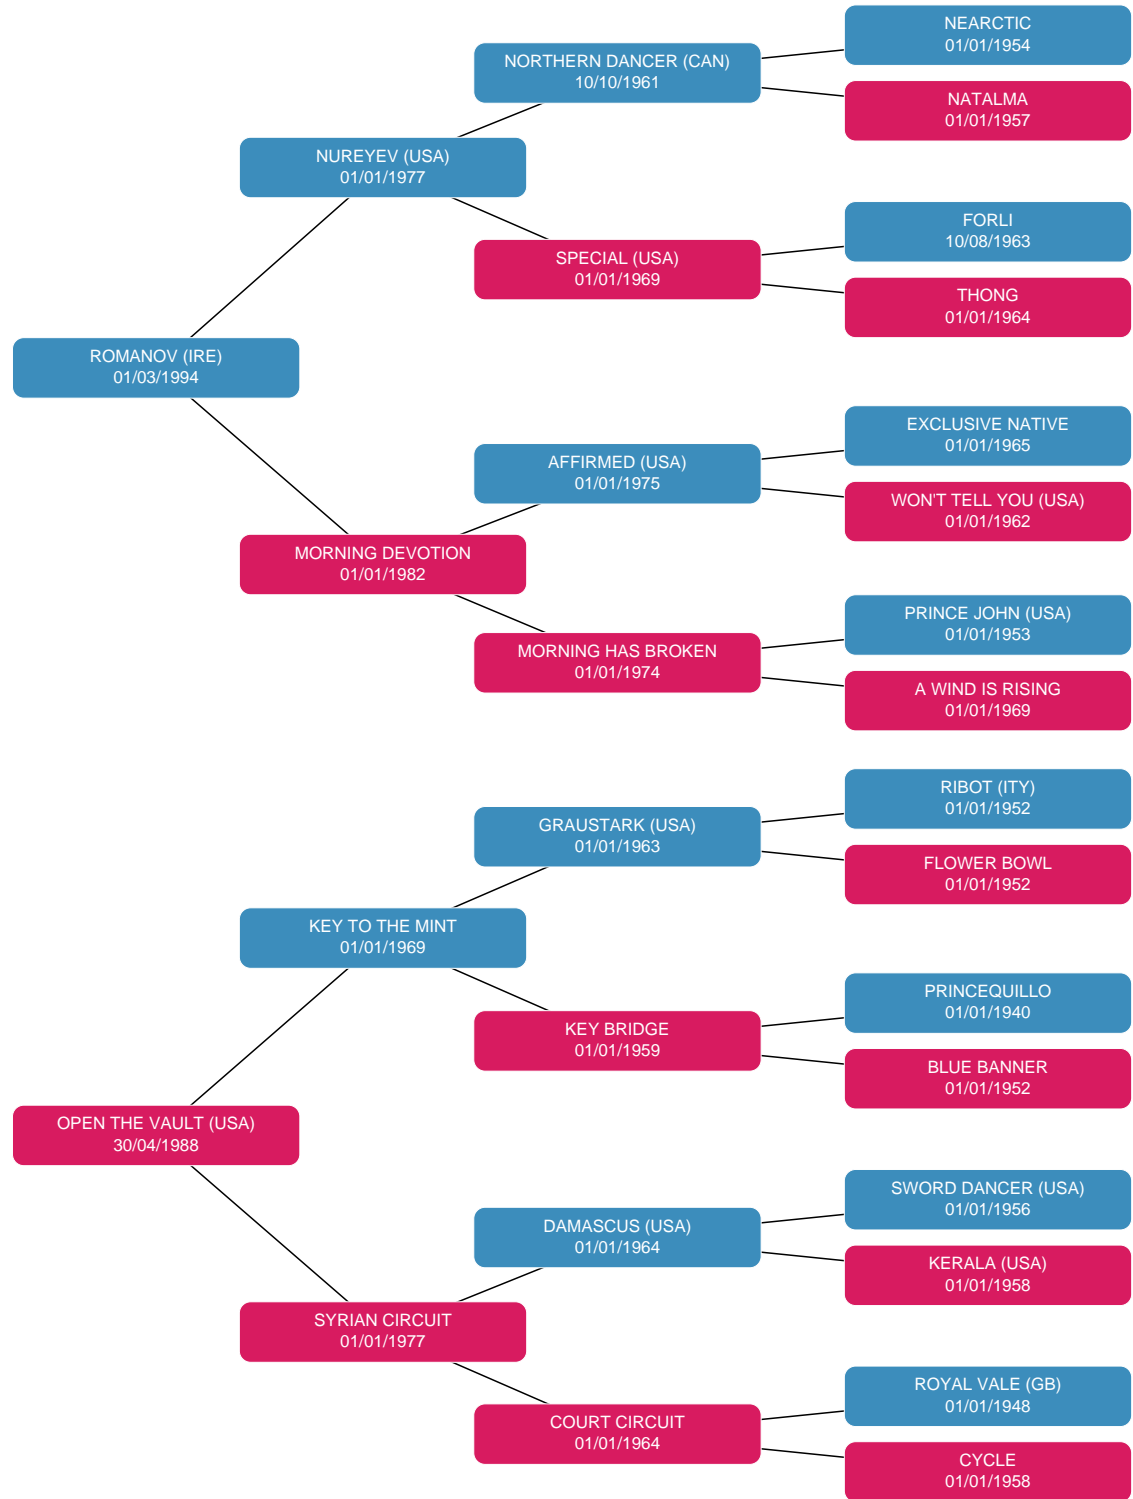 NEARCTIC
01/01/1954
NORTHERN DANCER (CAN)
10/10/1961
NATALMA
01/01/1957
NUREYEV (USA)
01/01/1977
FORLI
10/08/1963
SPECIAL (USA)
01/01/1969
THONG
01/01/1964
ROMANOV (IRE)
01/03/1994
EXCLUSIVE NATIVE
01/01/1965
AFFIRMED (USA)
01/01/1975
WON'T TELL YOU (USA)
01/01/1962
MORNING DEVOTION
01/01/1982
PRINCE JOHN (USA)
01/01/1953
MORNING HAS BROKEN
01/01/1974
A WIND IS RISING
01/01/1969
RIBOT (ITY)
01/01/1952
GRAUSTARK (USA)
01/01/1963
FLOWER BOWL
01/01/1952
KEY TO THE MINT
01/01/1969
PRINCEQUILLO
01/01/1940
KEY BRIDGE
01/01/1959
BLUE BANNER
01/01/1952
OPEN THE VAULT (USA)
30/04/1988
SWORD DANCER (USA)
01/01/1956
DAMASCUS (USA)
01/01/1964
KERALA (USA)
01/01/1958
SYRIAN CIRCUIT
01/01/1977
ROYAL VALE (GB)
01/01/1948
COURT CIRCUIT
01/01/1964
CYCLE
01/01/1958